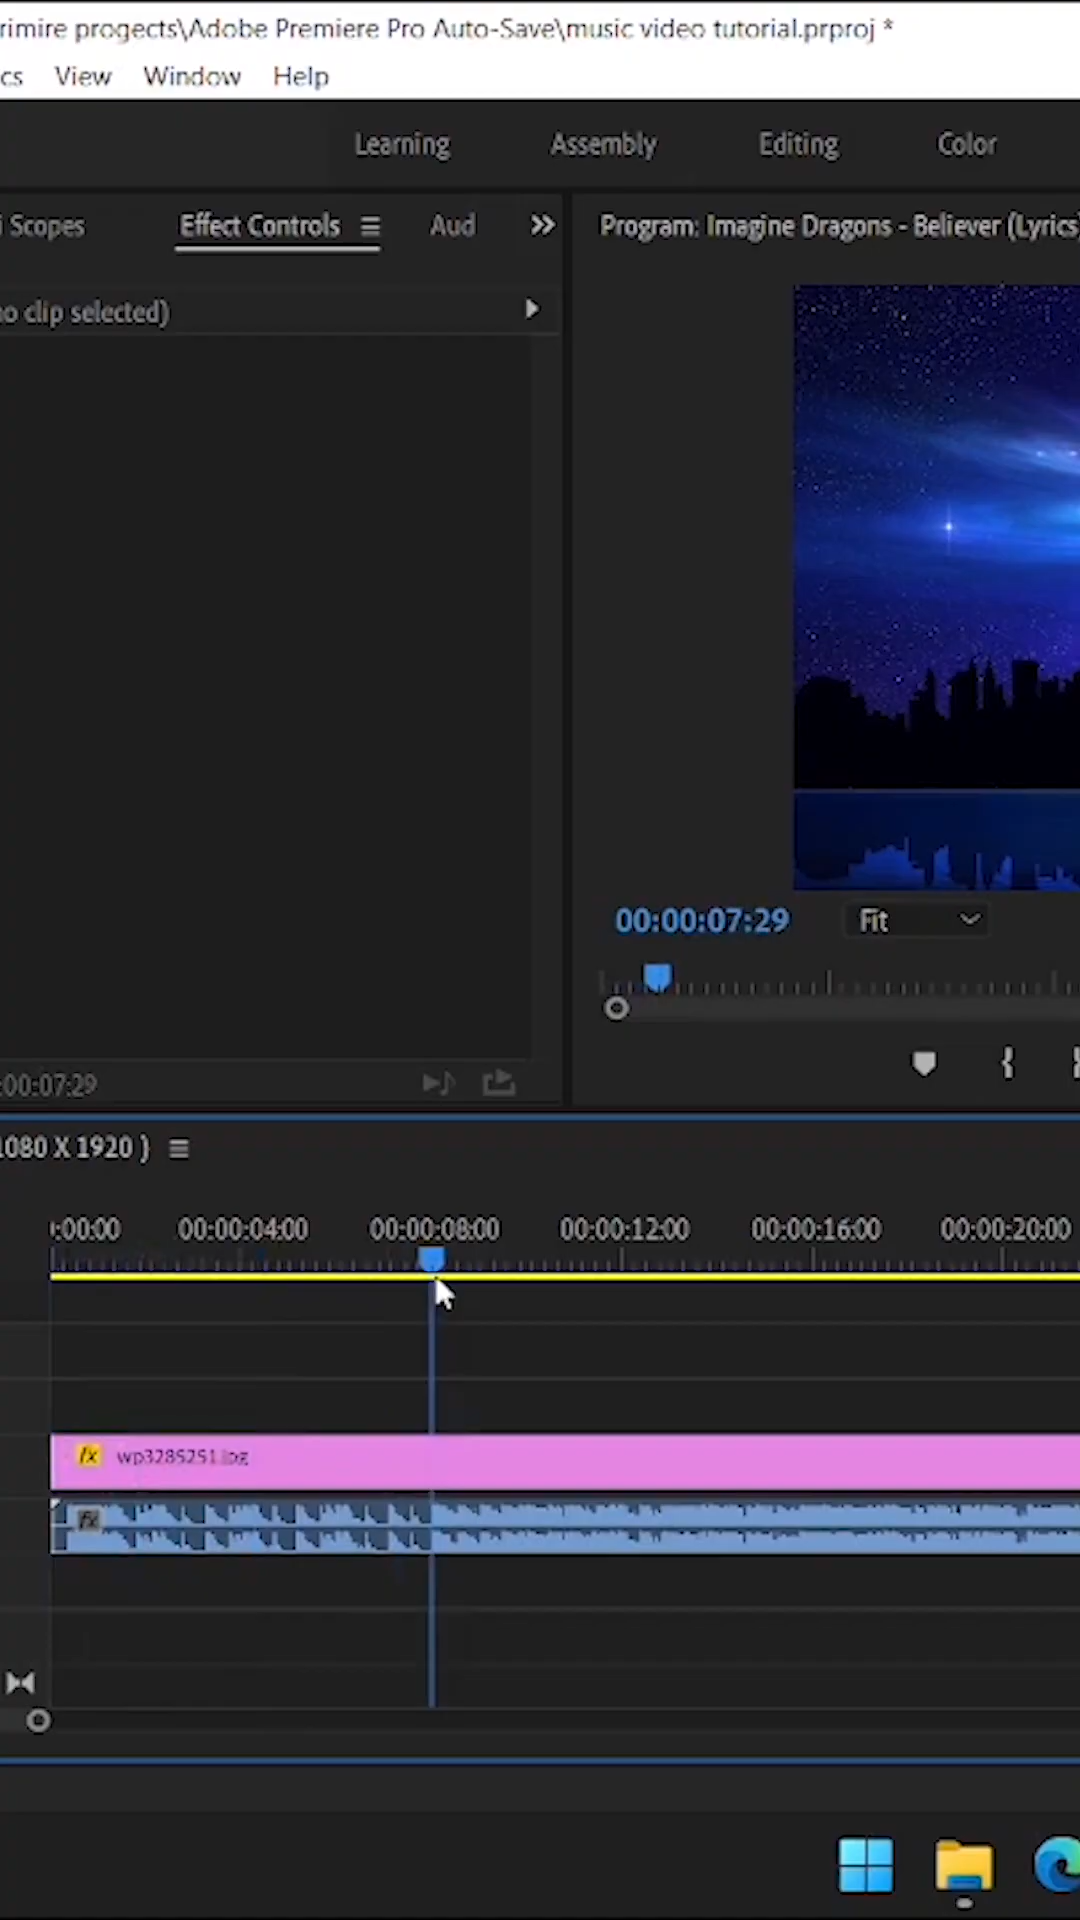 rimire progects\Adobe Premiere Pro Auto-Save\music video tutorial.prproj *
cs View Window Help
Learning Assembly Editing Color
i Scopes Effect Controls Aud
Program: Imagine Dragons - Believer (Lyrics)
o clip selected)
00:00:07:29 Fit
:00:07:29
1080 X 1920 }
:00:00 00:00:04:00 00:00:08:00 00:00:12:00 00:00:16:00 00:00:20:00
fx wp3285251.jpg
fx